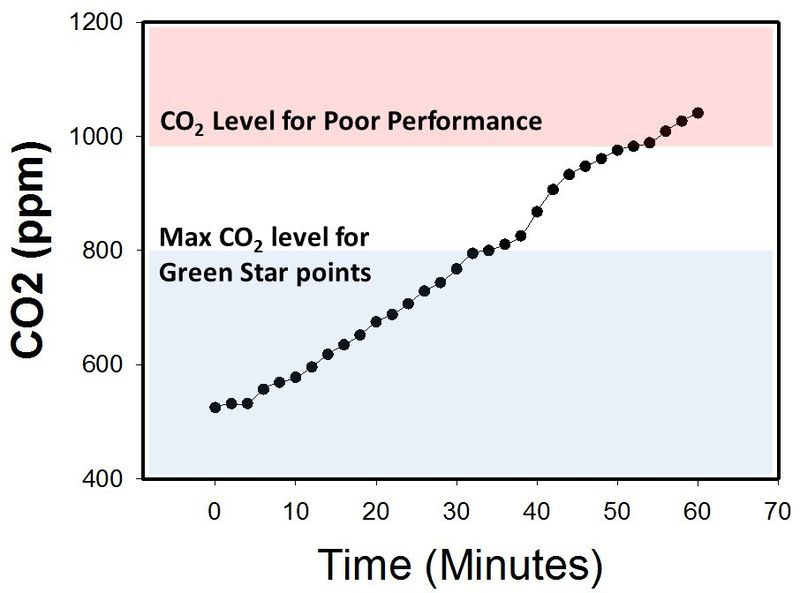 1200
CO₂ Level for Poor Performance
1000
Max CO₂ level for
800
Green Star points
600
400
CO2 (ppm)
0 10 20 30 40 50 60 70
Time (Minutes)